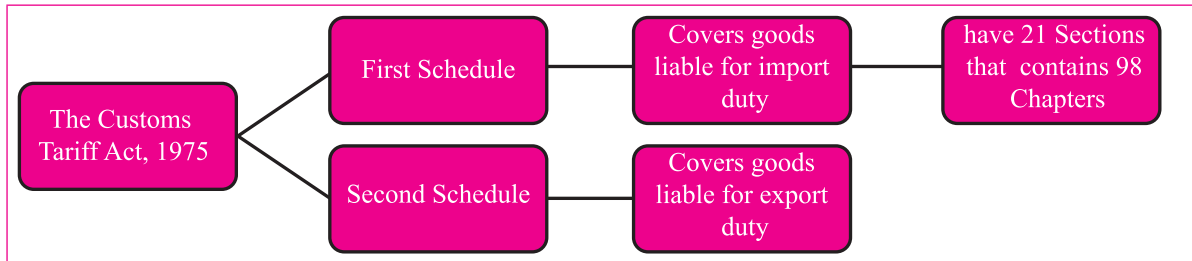 The Customs
Tariff Act, 1975
First Schedule
Covers goods
liable for import
duty
have 21 Sections
that contains 98
Chapters
Second Schedule
Covers goods
liable for export
duty